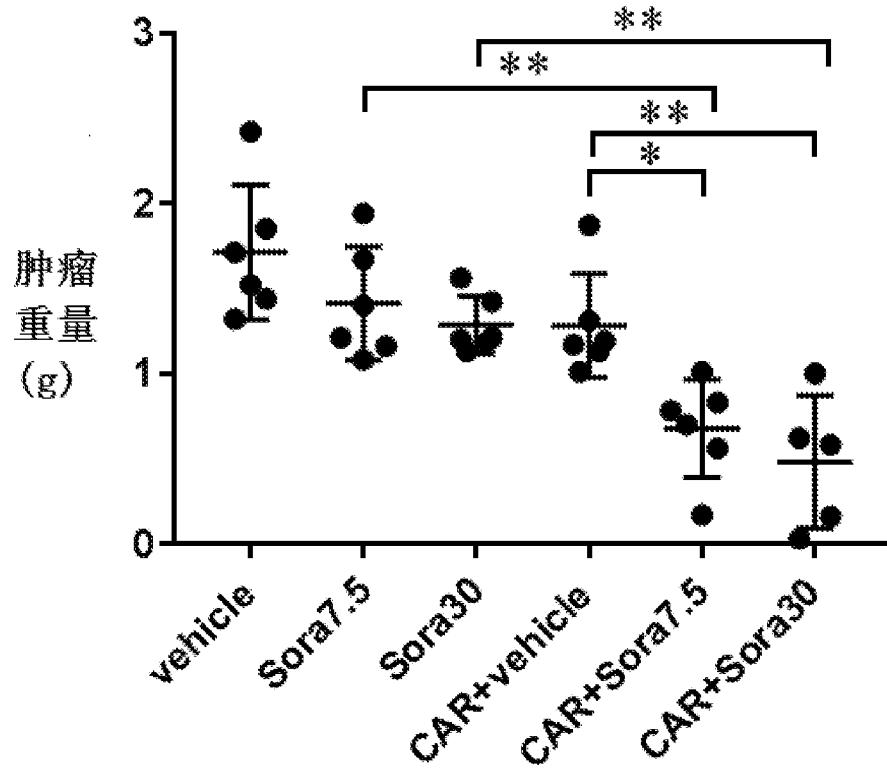 3
**
**
**
*
2
肿瘤
重量
(g)
1
0
vehicle
Sora7.5
Sora30
CAR+vehicle
CAR+Sora7.5
CAR+Sora30